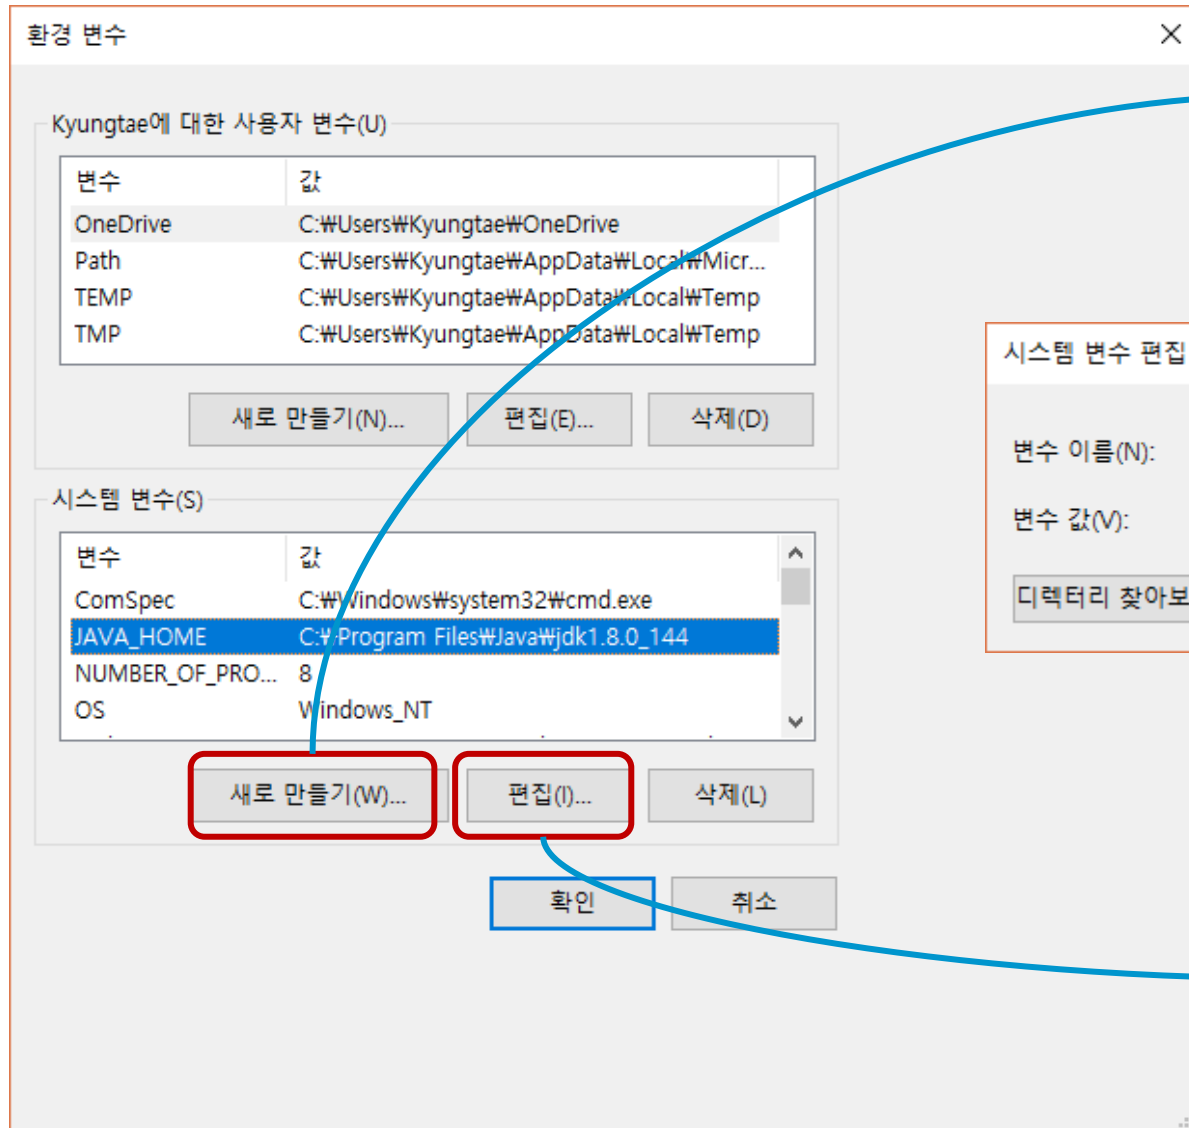 환경 변수
Kyungtae에 대한 사용자 변수(U)
변수 값
OneDrive C:₩Users₩Kyungtae₩OneDrive
Path C:₩Users₩Kyungtae₩AppData₩Local₩Micr...
TEMP C:₩Users₩Kyungtae₩AppData₩Local₩Temp
TMP C:₩Users₩Kyungtae₩AppData₩Local₩Temp
새로 만들기(N)... 편집(E)... 삭제(D)
시스템 변수(S)
변수 값
ComSpec C:₩Windows₩system32₩cmd.exe
JAVA_HOME C:₩Program Files₩Java₩jdk1.8.0_144
NUMBER_OF_PRO... 8
OS Windows_NT
새로 만들기(W)... 편집(I)... 삭제(L)
확인 취소
시스템 변수 편집
변수 이름(N):
변수 값(V):
디렉터리 찾아보